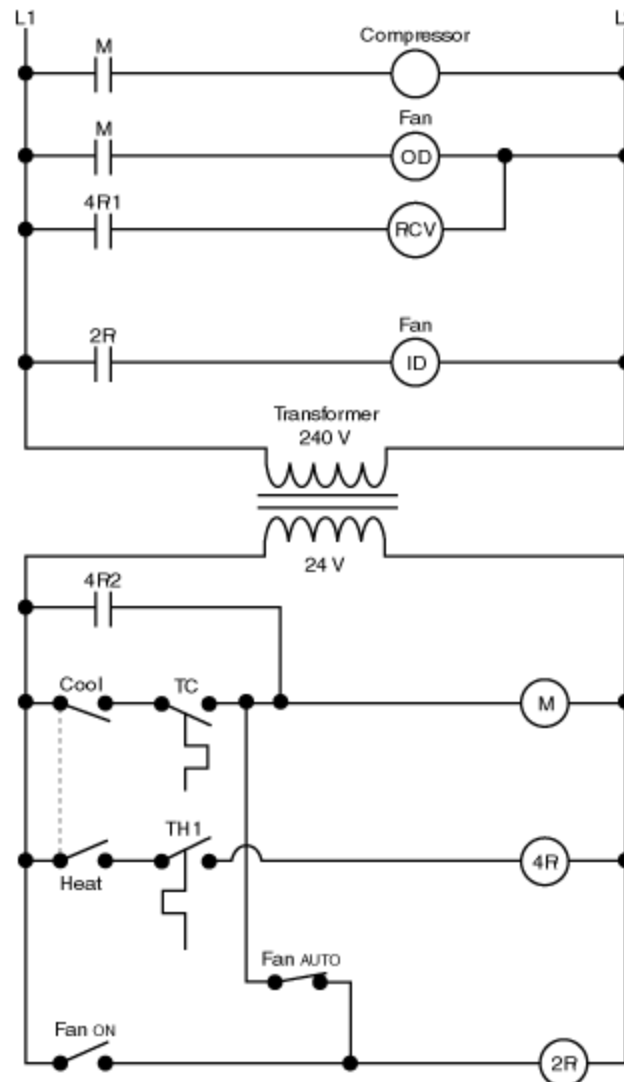 L1
L
Compressor
M
Fan
M
OD
4R1
RCV
Fan
2R
ID
Transformer
240 V
24 V
4R2
Cool
TC
M
TH1
4R
Heat
Fan AUTO
Fan ON
2R